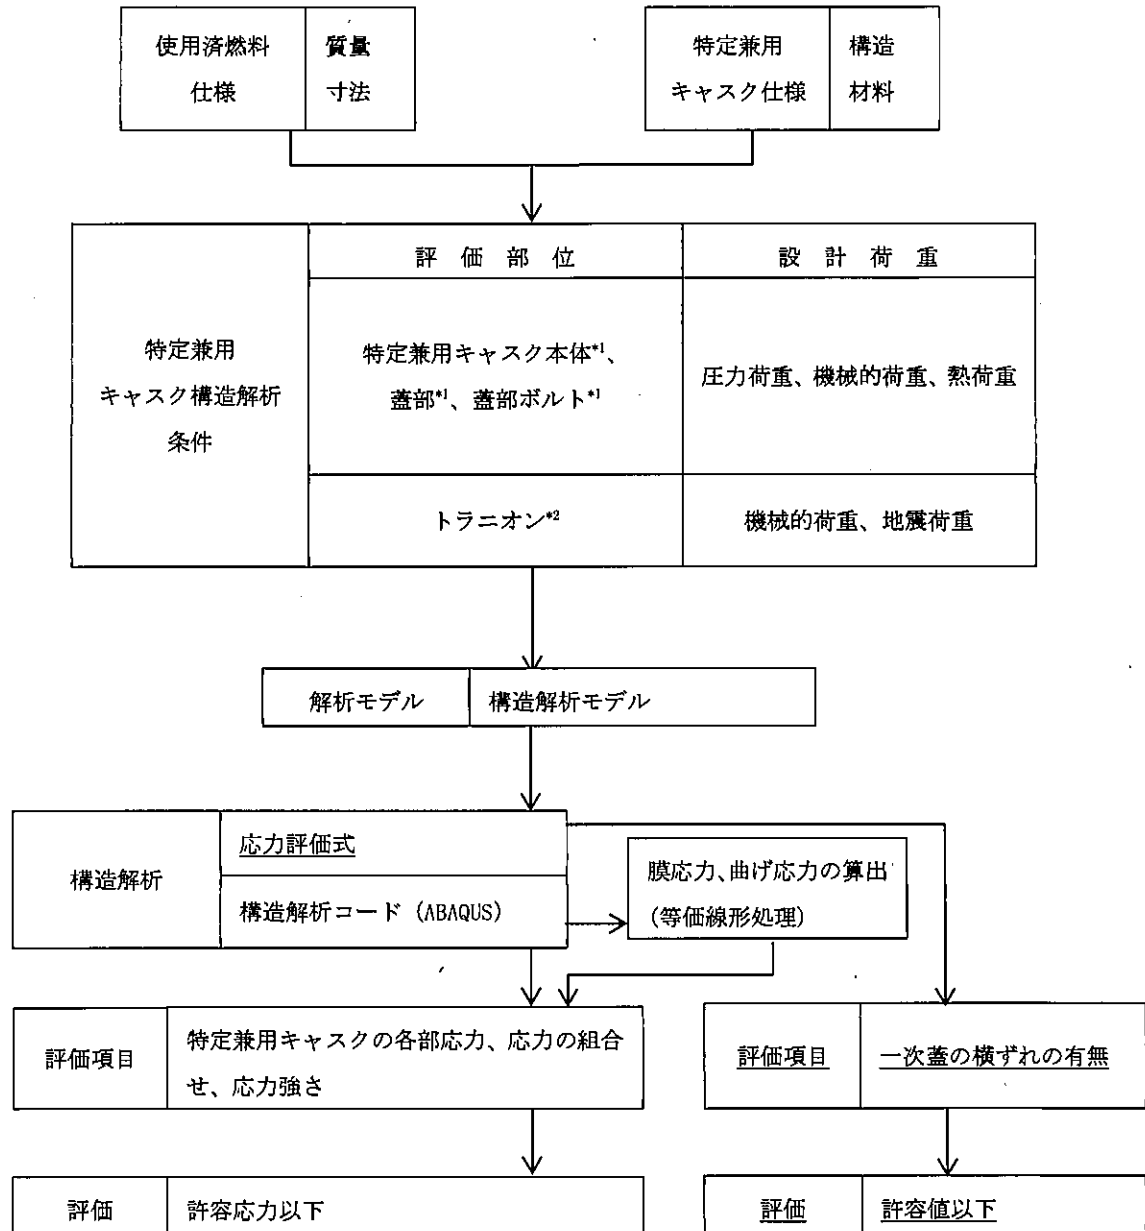 使用済燃料
仕様
質量
寸法
特定兼用
キャスク仕様
構造
材料
評価部位
設計荷重
特定兼用
キャスク構造解析
条件
特定兼用キャスク本体*1、
蓋部*1、蓋部ボルト*1
圧力荷重、機械的荷重、熱荷重
トラニオン*2
機械的荷重、地震荷重
解析モデル
構造解析モデル
構造解析
応力評価式
構造解析コード (ABAQUS)
膜応力、曲げ応力の算出
(等価線形処理)
評価項目
特定兼用キャスクの各部応力、応力の組合
せ、応力強さ
評価項目
一次蓋の横ずれの有無
評価
許容応力以下
評価
許容値以下